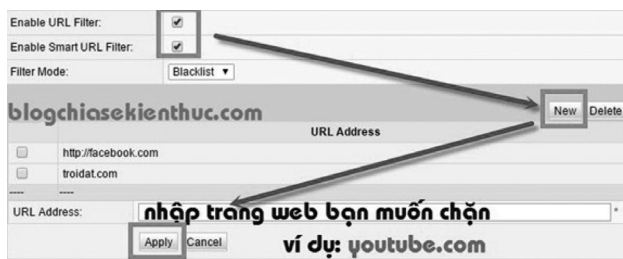 Enable URL Filter:
Enable Smart URL Filter:
Filter Mode: Blacklist
blogchiasekienthuc.com
New Delete
URL Address
http://facebook.com
troidat.com
---- ----
URL Address: nhập trang web bạn muốn chặn *
Apply Cancel ví dụ: youtube.com